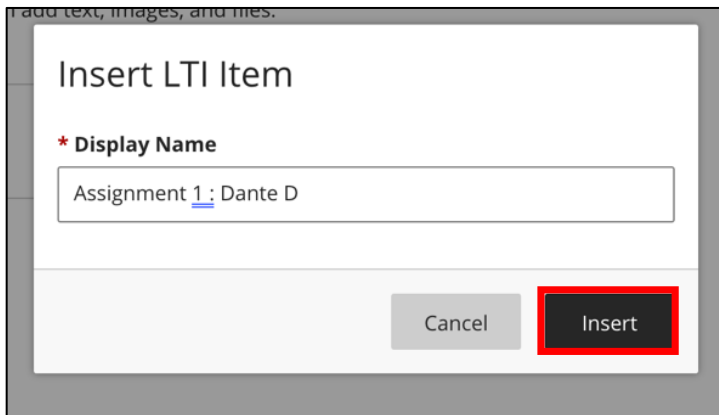 add text, images, and files.
Insert LTI Item
* Display Name
Assignment 1 : Dante D
Cancel
Insert